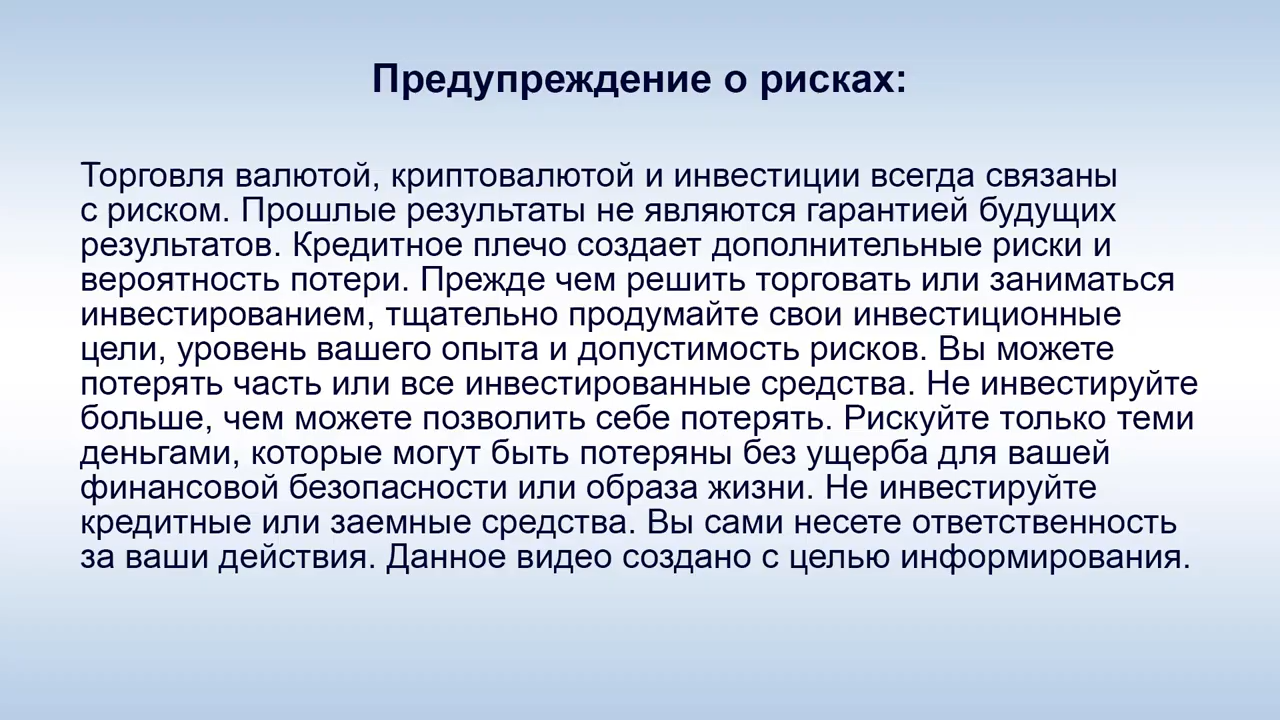 Предупреждение о рисках:
Торговля валютой, криптовалютой и инвестиции всегда связаны
с риском. Прошлые результаты не являются гарантией будущих
результатов. Кредитное плечо создает дополнительные риски и
вероятность потери. Прежде чем решить торговать или заниматься
инвестированием, тщательно продумайте свои инвестиционные
цели, уровень вашего опыта и допустимость рисков. Вы можете
потерять часть или все инвестированные средства. Не инвестируйте
больше, чем можете позволить себе потерять. Рискуйте только теми
деньгами, которые могут быть потеряны без ущерба для вашей
финансовой безопасности или образа жизни. Не инвестируйте
кредитные или заемные средства. Вы сами несете ответственность
за ваши действия. Данное видео создано с целью информирования.